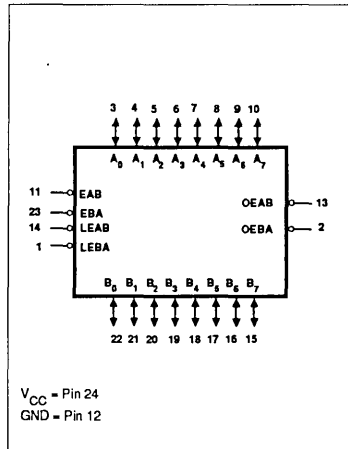 3 4 5 6 7 8 9 10
A0 A1 A2 A3 A4 A5 A6 A7
11 EAB
23 EBA
14 LEAB
1 LEBA
OEAB 13
OEBA 2
B0 B1 B2 B3 B4 B5 B6 B7
22 21 20 19 18 17 16 15
VCC = Pin 24
GND = Pin 12